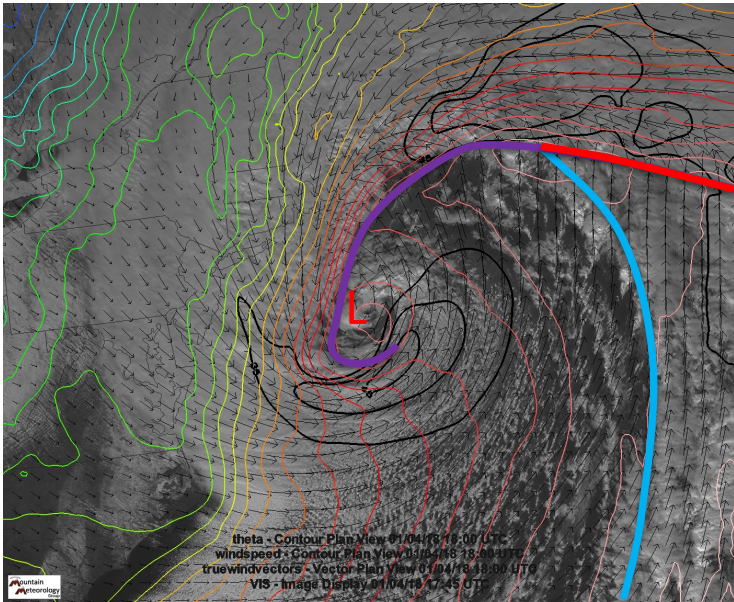 L
theta - Contour Plan View 01/04/18 18:00 UTC
windspeed - Contour Plan View 01/04/18 18:00 UTC
truewindvectors - Vector Plan View 01/04/18 18:00 UTC
VIS - Image Display 01/04/18 17:45 UTC
Mountain
Meteorology
Group